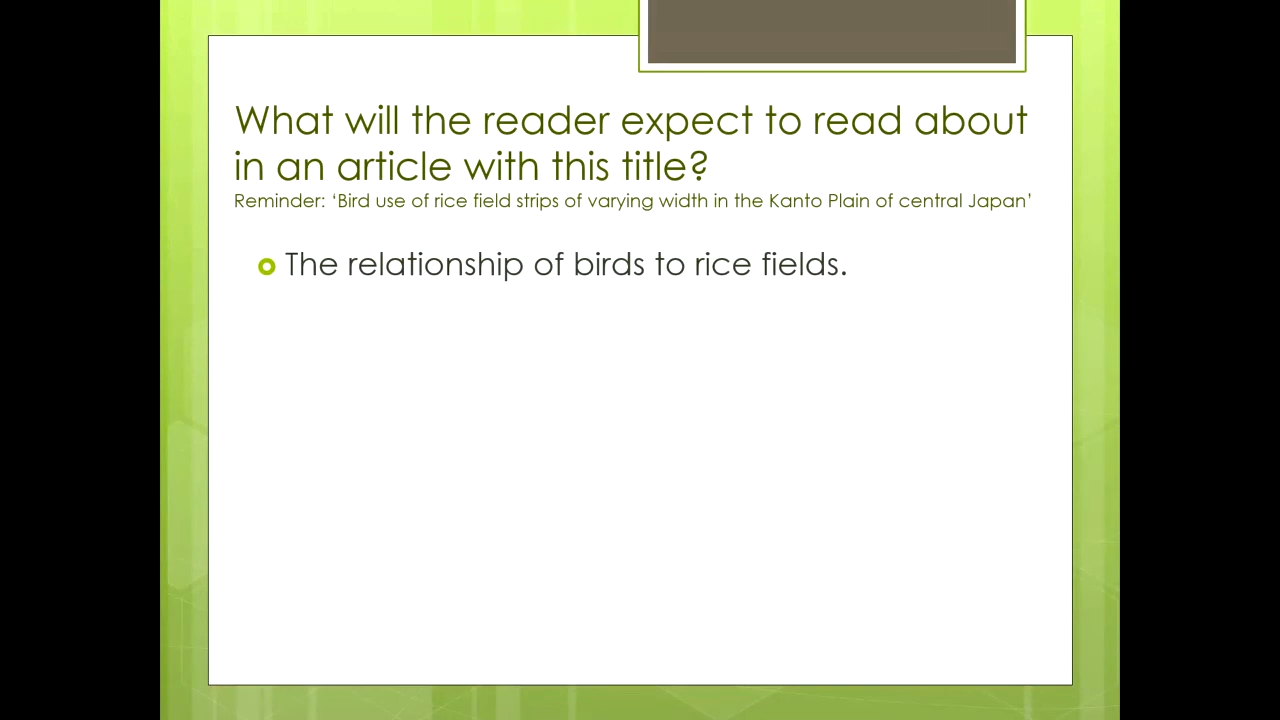 What will the reader expect to read about
in an article with this title?
Reminder: ‘Bird use of rice field strips of varying width in the Kanto Plain of central Japan’
The relationship of birds to rice fields.